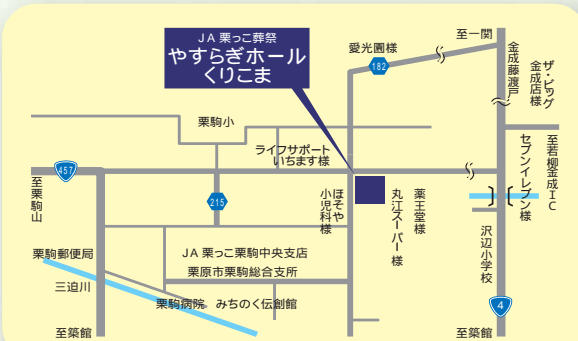 JA栗っこ葬祭
やすらぎホール
くりこま
至一関
愛光園様
182
金成藤渡戸
ザ・ビッグ
金成店様
栗駒小
ライフサポート
いちます様
457
至栗駒山
215
ほそや
小児科様
丸江スーパー様
薬王堂様
セブンイレブン様
至若柳金成IC
沢辺小学校
栗駒郵便局
三迫川
JA栗っこ栗駒中央支店
栗原市栗駒総合支所
栗駒病院 みちのく伝創館
4
至築館
至築館